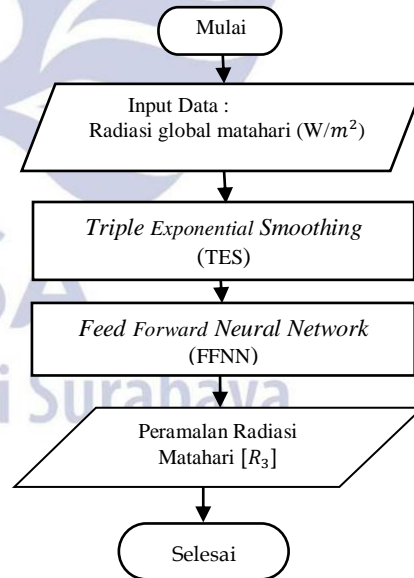 Mulai
Input Data :
Radiasi global matahari (W/m²)
Triple Exponential Smoothing
(TES)
Feed Forward Neural Network
(FFNN)
i Surabaya
Peramalan Radiasi
Matahari [R₃]
Selesai